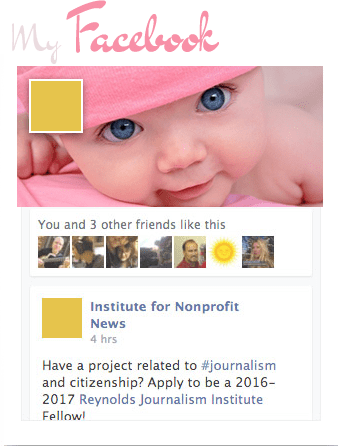 My Facebook
You and 3 other friends like this
Institute for Nonprofit
News
4 hrs
Have a project related to #journalism
and citizenship? Apply to be a 2016-
2017 Reynolds Journalism Institute
Fellow!